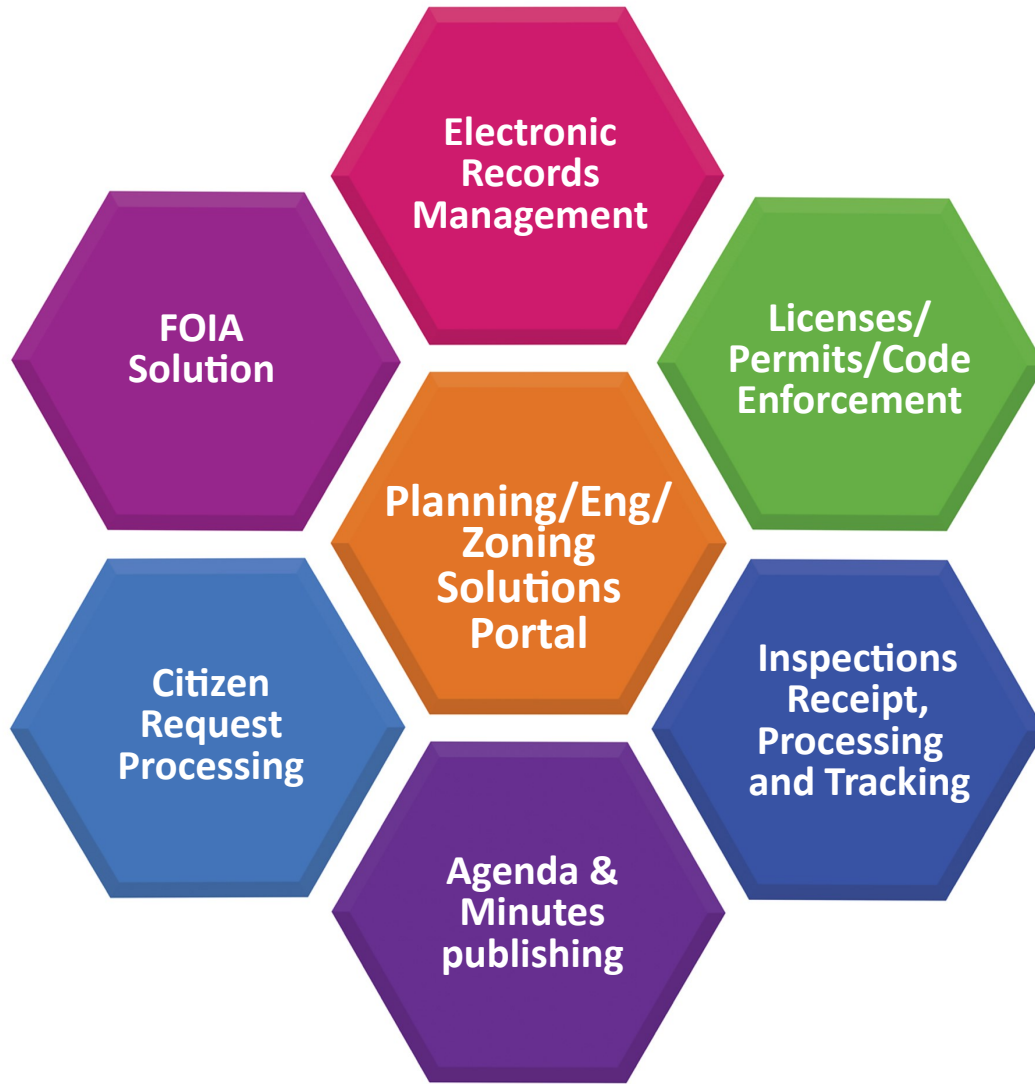 Electronic
Records
Management
FOIA
Solution
Licenses/
Permits/Code
Enforcement
Planning/Eng/
Zoning
Solutions
Portal
Citizen
Request
Processing
Inspections
Receipt,
Processing
and Tracking
Agenda &
Minutes
publishing